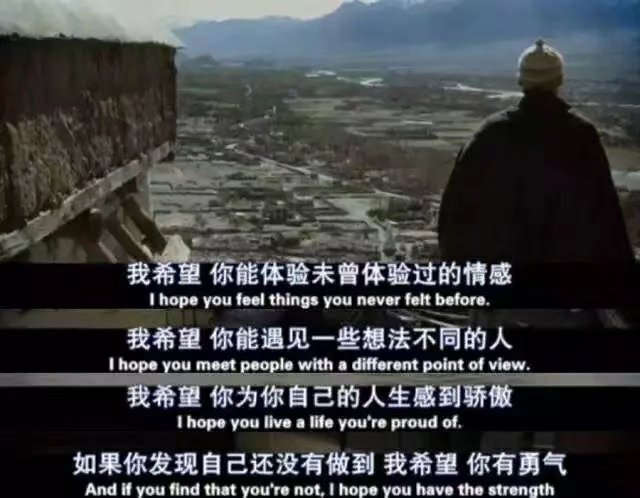 我希望 你能体验未曾体验过的情感
I hope you feel things you never felt before.
我希望 你能遇见一些想法不同的人
I hope you meet people with a different point of view.
我希望 你为你自己的人生感到骄傲
I hope you live a life you're proud of.
如果你发现自己还没有做到 我希望 你有勇气
And if you find that you're not, I hope you have the strength